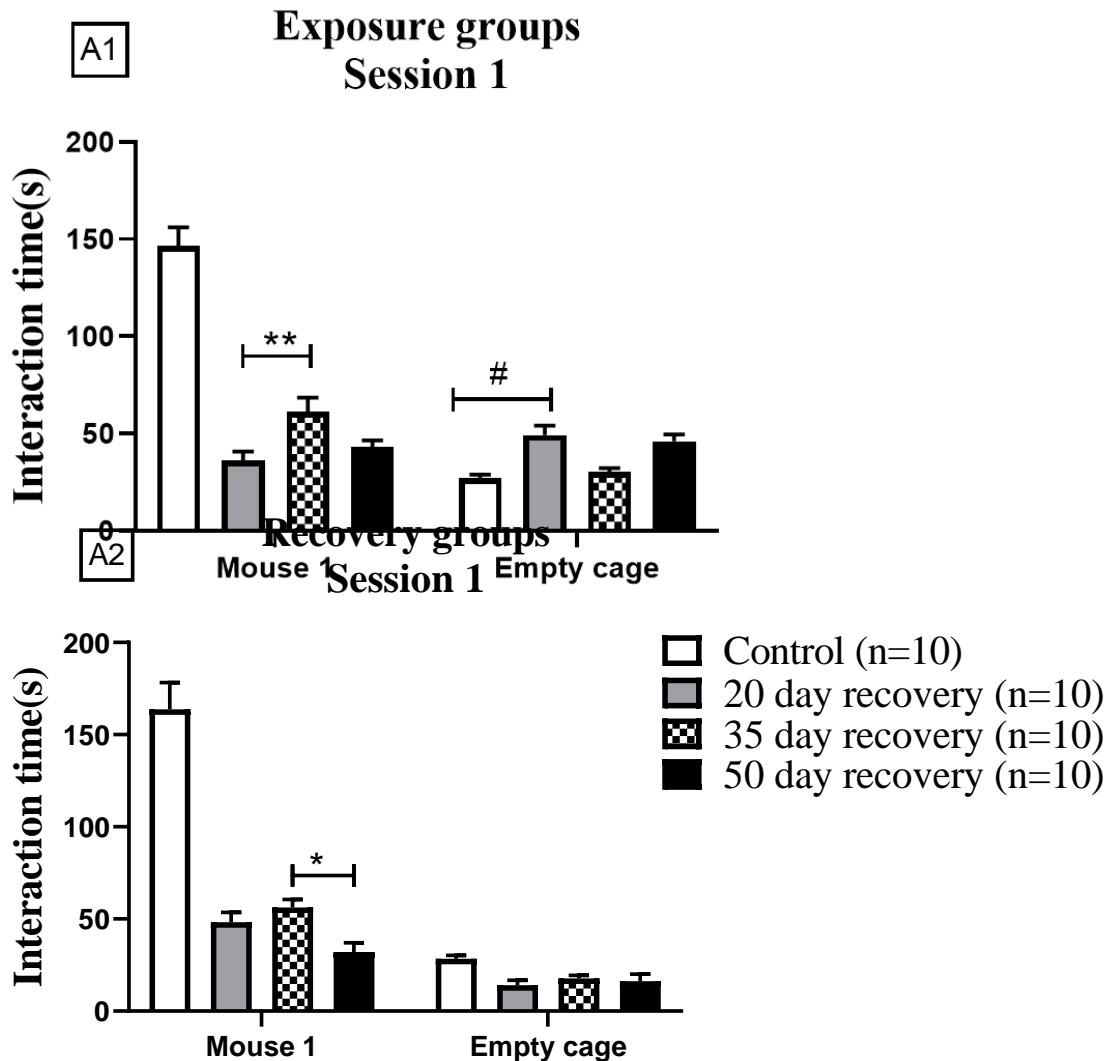 A1
Exposure groups
Session 1
Interaction time(s)
200
150
100
50
0
**
#
Mouse 1
Empty cage
A2
Recovery groups
Session 1
Interaction time(s)
200
150
100
50
0
*
Mouse 1
Empty cage
Control (n=10)
20 day recovery (n=10)
35 day recovery (n=10)
50 day recovery (n=10)